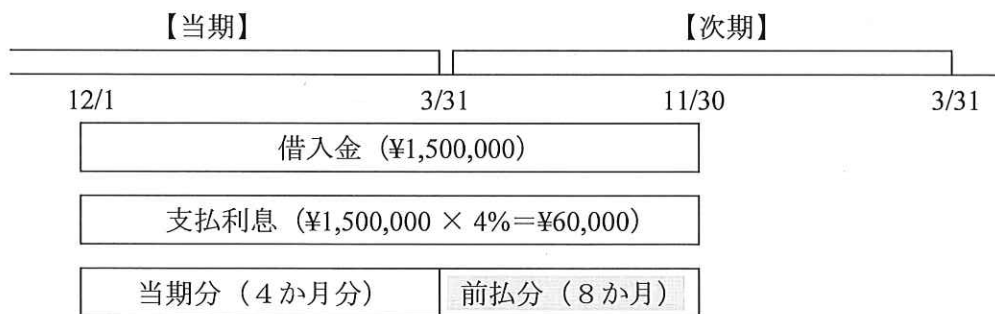 【当期】 【次期】
12/1 3/31 11/30 3/31
借入金（¥1,500,000）
支払利息（¥1,500,000 × 4%＝¥60,000）
当期分（４か月分） 前払分（８か月）